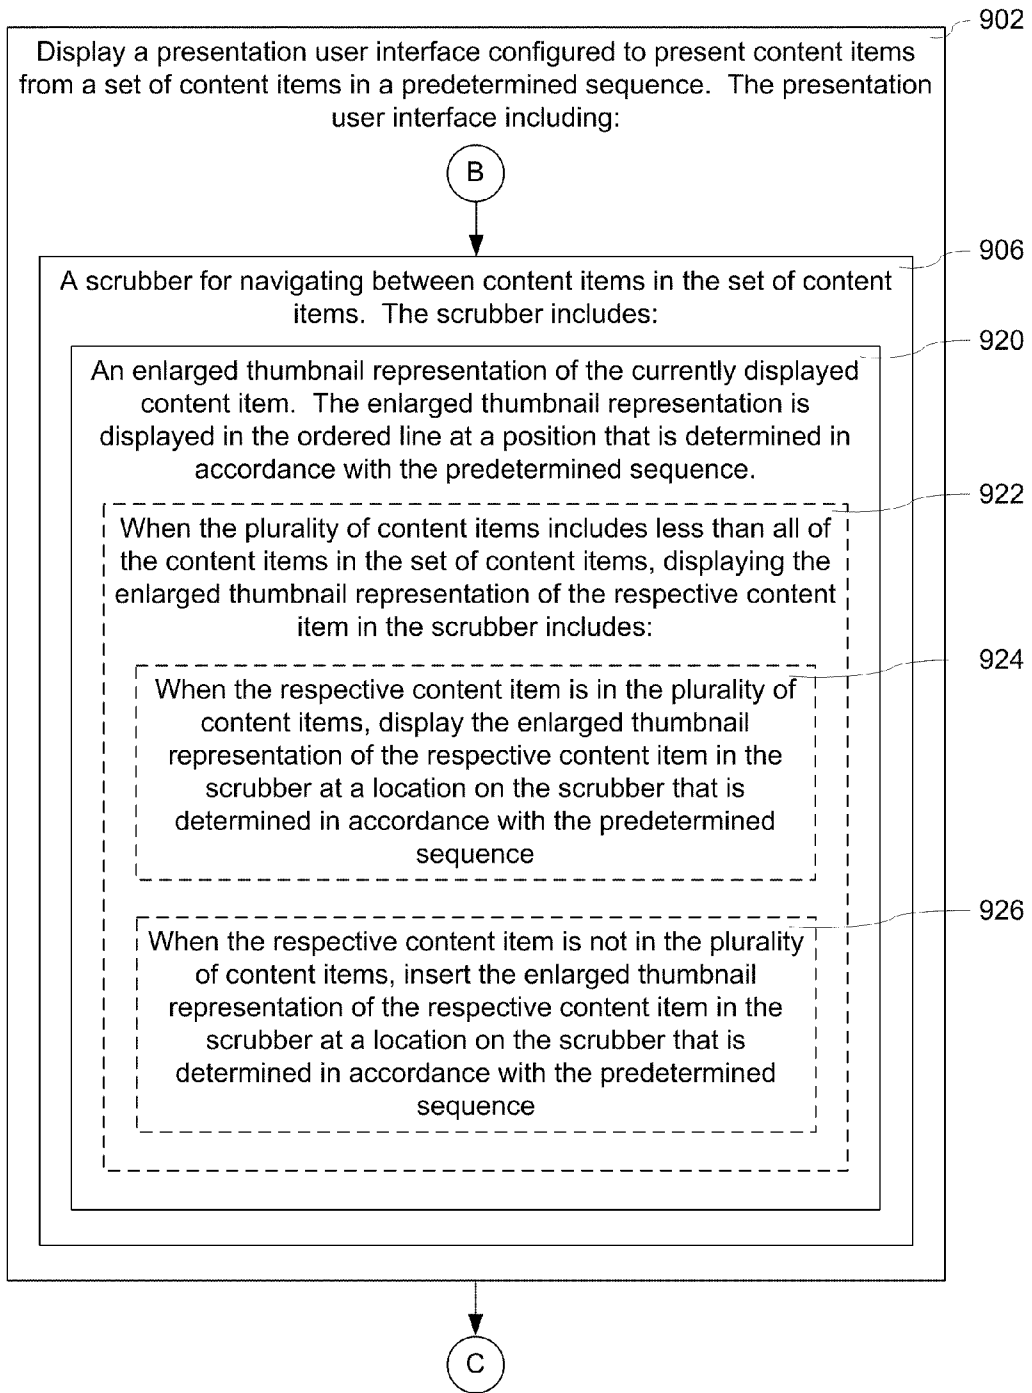 902
Display a presentation user interface configured to present content items
from a set of content items in a predetermined sequence. The presentation
user interface including:
B
906
A scrubber for navigating between content items in the set of content
items. The scrubber includes:
920
An enlarged thumbnail representation of the currently displayed
content item. The enlarged thumbnail representation is
displayed in the ordered line at a position that is determined in
accordance with the predetermined sequence.
922
When the plurality of content items includes less than all of
the content items in the set of content items, displaying the
enlarged thumbnail representation of the respective content
item in the scrubber includes:
924
When the respective content item is in the plurality of
content items, display the enlarged thumbnail
representation of the respective content item in the
scrubber at a location on the scrubber that is
determined in accordance with the predetermined
sequence
926
When the respective content item is not in the plurality
of content items, insert the enlarged thumbnail
representation of the respective content item in the
scrubber at a location on the scrubber that is
determined in accordance with the predetermined
sequence
C